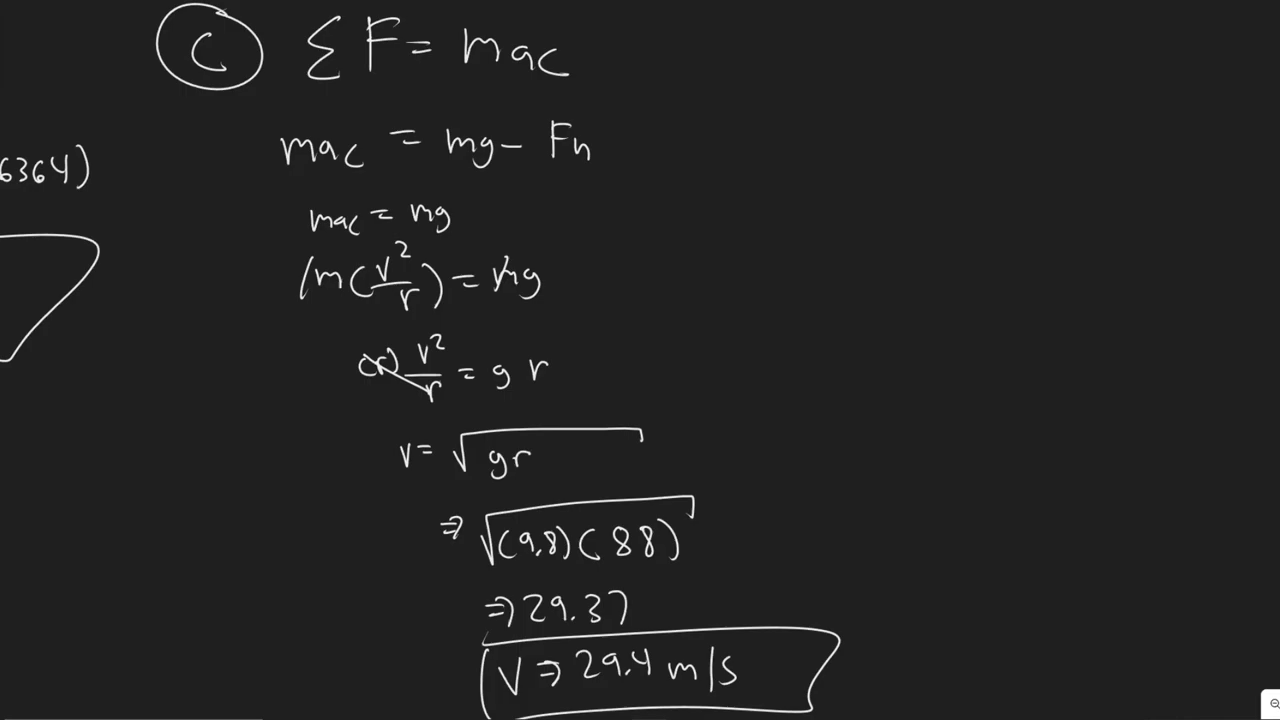 C ΣF = mac
mac = mg - Fn
6364)
mac = mg
m(v²/r) = mg
(r) v²/r = g r
v = √gr
⇒ √(9.8)(88)
⇒ 29.37
V ⇒ 29.4 m/s